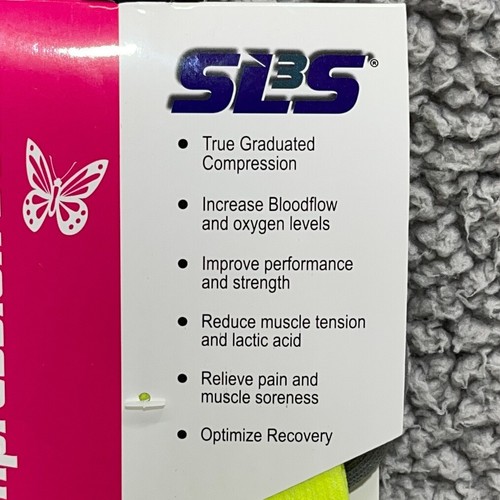 SL3S®
• True Graduated
Compression
• Increase Bloodflow
and oxygen levels
• Improve performance
and strength
• Reduce muscle tension
and lactic acid
• Relieve pain and
muscle soreness
• Optimize Recovery